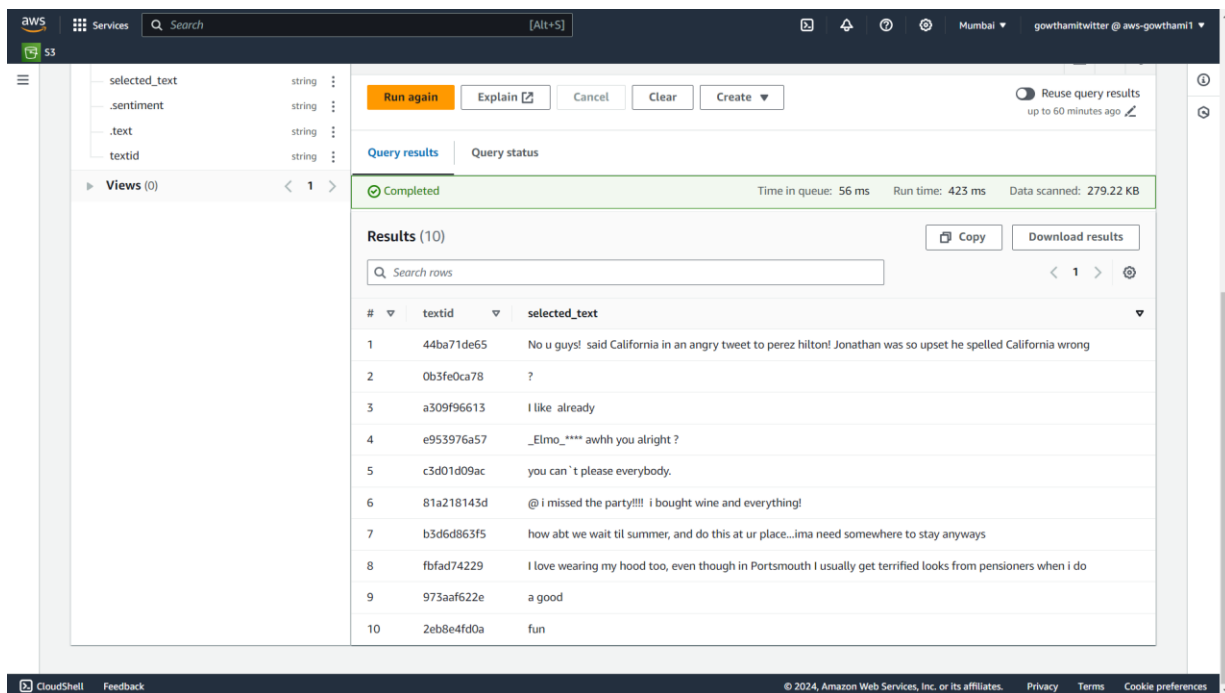 aws Services Search [Alt+S] Mumbai ▼ gowthamitwitter @ aws-gowthami1 ▼
S3
selected_text string
.sentiment string
.text string
textid string
Views (0) < 1 >
Run again Explain Cancel Clear Create ▼ Reuse query results
up to 60 minutes ago
Query results Query status
Completed Time in queue: 56 ms Run time: 423 ms Data scanned: 279.22 KB
Results (10) Copy Download results
Search rows < 1 >
# textid selected_text
1 44ba71de65 No u guys!  said California in an angry tweet to perez hilton! Jonathan was so upset he spelled California wrong
2 0b3fe0ca78 ?
3 a309f96613 I like  already
4 e953976a57 _Elmo_**** awhh you alright ?
5 c3d01d09ac you can`t please everybody.
6 81a218143d @ i missed the party!!!!  i bought wine and everything!
7 b3d6d863f5 how abt we wait til summer, and do this at ur place...ima need somewhere to stay anyways
8 fbfad74229 I love wearing my hood too, even though in Portsmouth I usually get terrified looks from pensioners when i do
9 973aaf622e a good
10 2eb8e4fd0a fun
CloudShell Feedback © 2024, Amazon Web Services, Inc. or its affiliates. Privacy Terms Cookie preferences